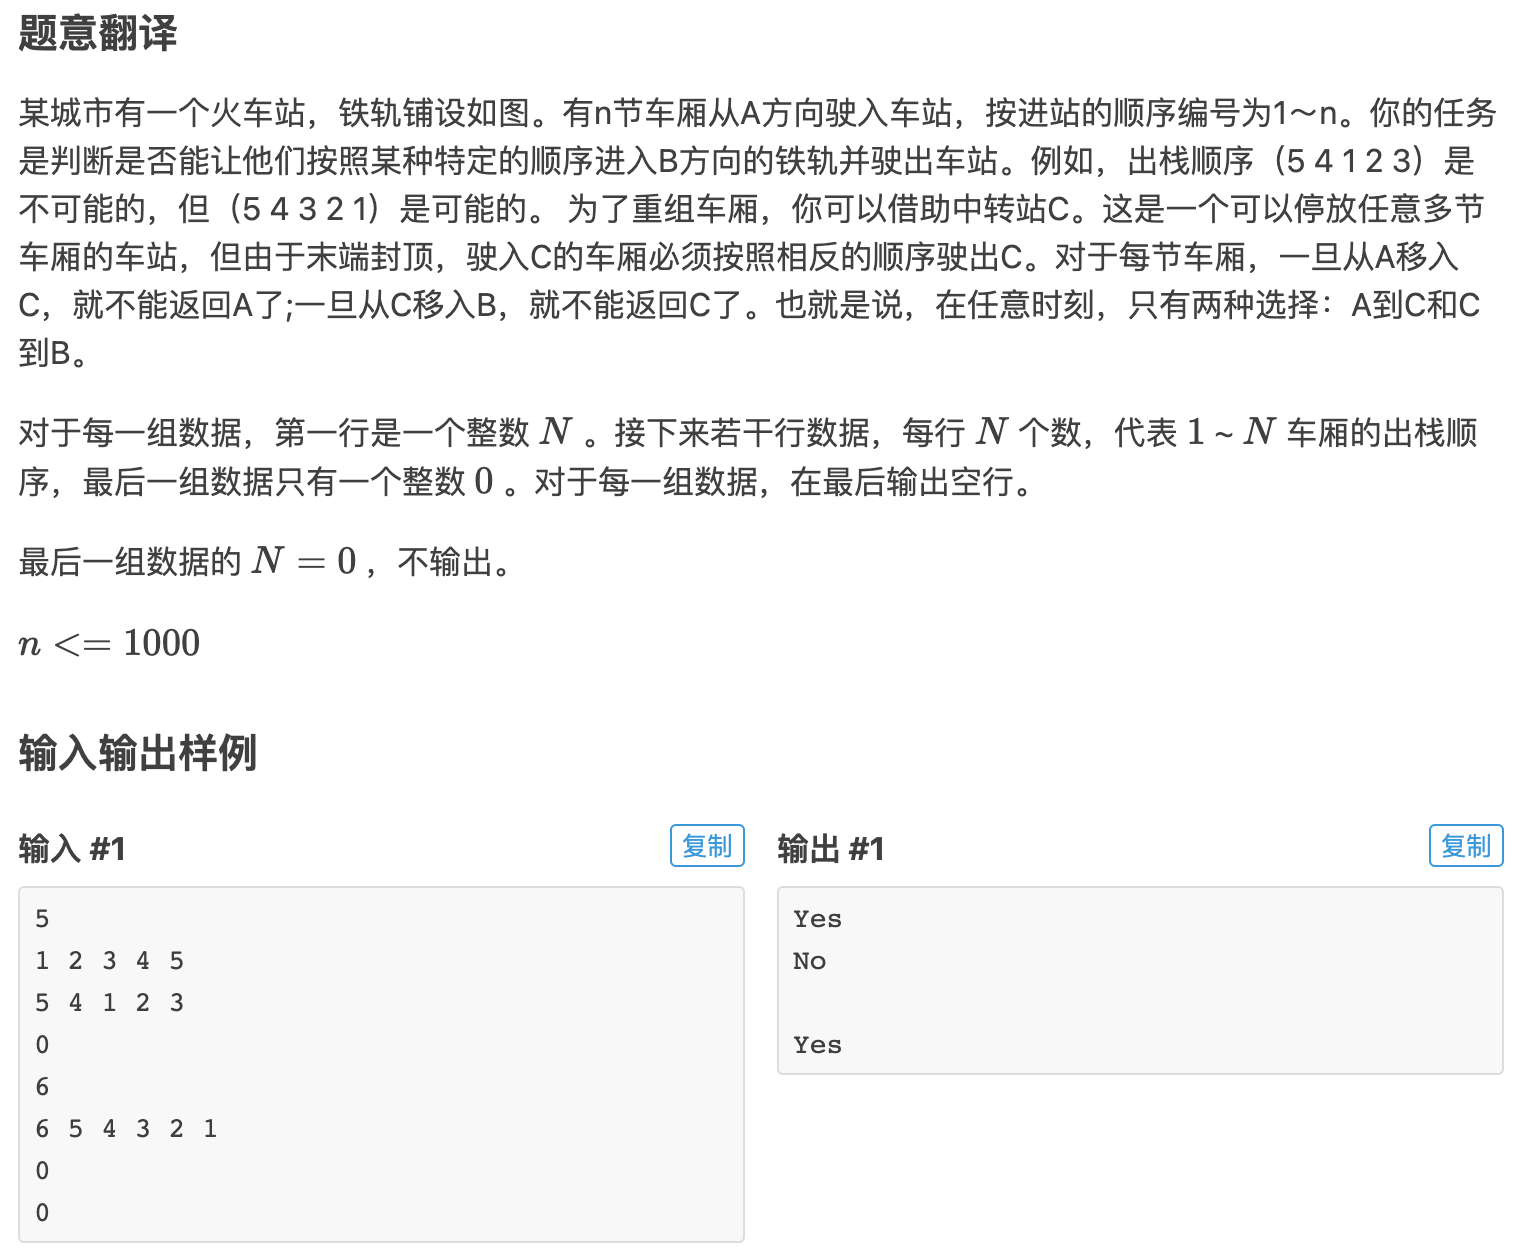 题意翻译
某城市有一个火车站，铁轨铺设如图。有n节车厢从A方向驶入车站，按进站的顺序编号为1～n。你的任务
是判断是否能让他们按照某种特定的顺序进入B方向的铁轨并驶出车站。例如，出栈顺序（5 4 1 2 3）是
不可能的，但（5 4 3 2 1）是可能的。 为了重组车厢，你可以借助中转站C。这是一个可以停放任意多节
车厢的车站，但由于末端封顶，驶入C的车厢必须按照相反的顺序驶出C。对于每节车厢，一旦从A移入
C，就不能返回A了;一旦从C移入B，就不能返回C了。也就是说，在任意时刻，只有两种选择：A到C和C
到B。
对于每一组数据，第一行是一个整数 N 。接下来若干行数据，每行 N 个数，代表 1 ~ N 车厢的出栈顺
序，最后一组数据只有一个整数 0 。对于每一组数据，在最后输出空行。
最后一组数据的 N = 0 ，不输出。
n <= 1000
输入输出样例
输入 #1
复制
5
1 2 3 4 5
5 4 1 2 3
0
6
6 5 4 3 2 1
0
0
输出 #1
复制
Yes
No
Yes